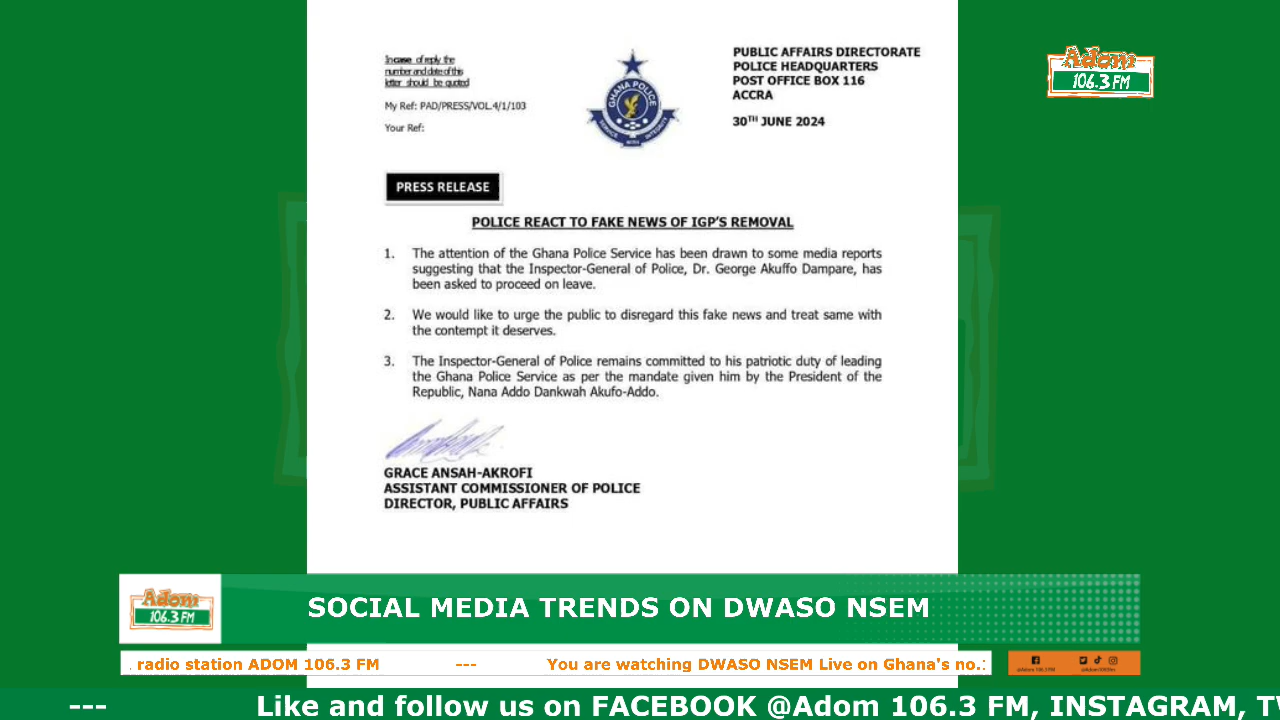 In case of reply the
number and date of this
letter should be quoted
My Ref: PAD/PRESS/VOL.4/1/103
Your Ref:
GHANA POLICE
SERVICE WITH INTEGRITY
PUBLIC AFFAIRS DIRECTORATE
POLICE HEADQUARTERS
POST OFFICE BOX 116
ACCRA
30TH JUNE 2024
Adom
106.3 FM
PRESS RELEASE
POLICE REACT TO FAKE NEWS OF IGP'S REMOVAL
1. The attention of the Ghana Police Service has been drawn to some media reports
suggesting that the Inspector-General of Police, Dr. George Akuffo Dampare, has
been asked to proceed on leave.
2. We would like to urge the public to disregard this fake news and treat same with
the contempt it deserves.
3. The Inspector-General of Police remains committed to his patriotic duty of leading
the Ghana Police Service as per the mandate given him by the President of the
Republic, Nana Addo Dankwah Akufo-Addo.
GRACE ANSAH-AKROFI
ASSISTANT COMMISSIONER OF POLICE
DIRECTOR, PUBLIC AFFAIRS
Adom
106.3 FM
SOCIAL MEDIA TRENDS ON DWASO NSEM
. radio station ADOM 106.3 FM --- You are watching DWASO NSEM Live on Ghana's no.
--- Like and follow us on FACEBOOK @Adom 106.3 FM, INSTAGRAM,